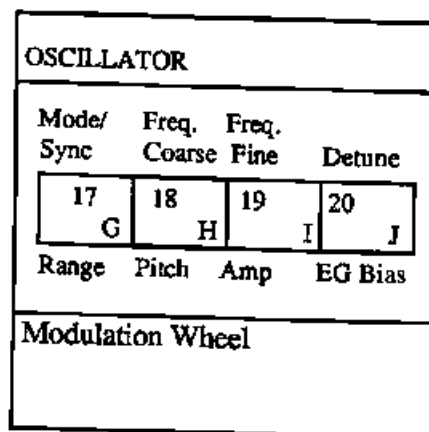 OSCILLATOR
Mode/ Freq. Freq.
Sync Coarse Fine Detune
17 18 19 20
G H I J
Range Pitch Amp EG Bias
Modulation Wheel